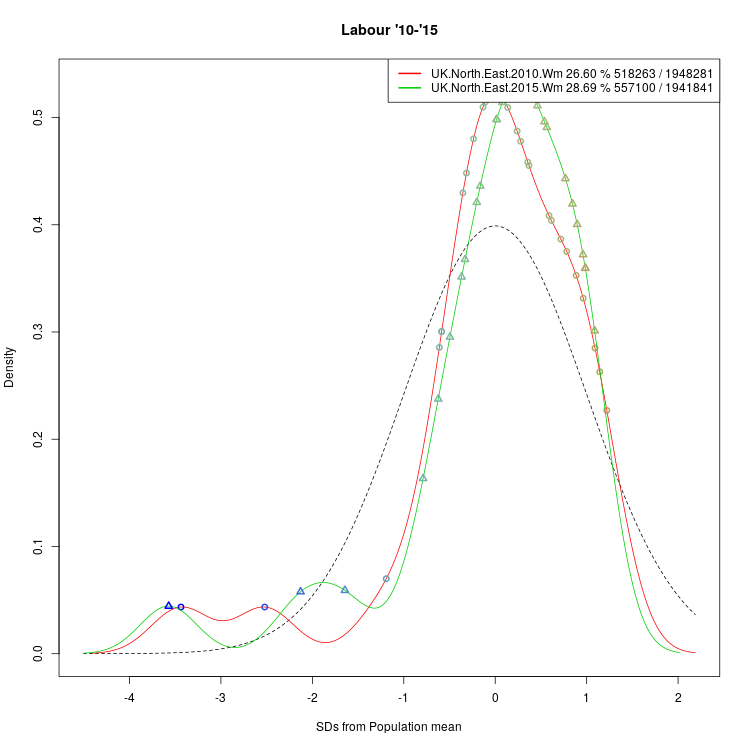 Labour '10-'15
UK.North.East.2010.Wm 26.60 % 518263 / 1948281
UK.North.East.2015.Wm 28.69 % 557100 / 1941841
Density
0.5
0.4
0.3
0.2
0.1
0.0
-4 -3 -2 -1 0 1 2
SDs from Population mean